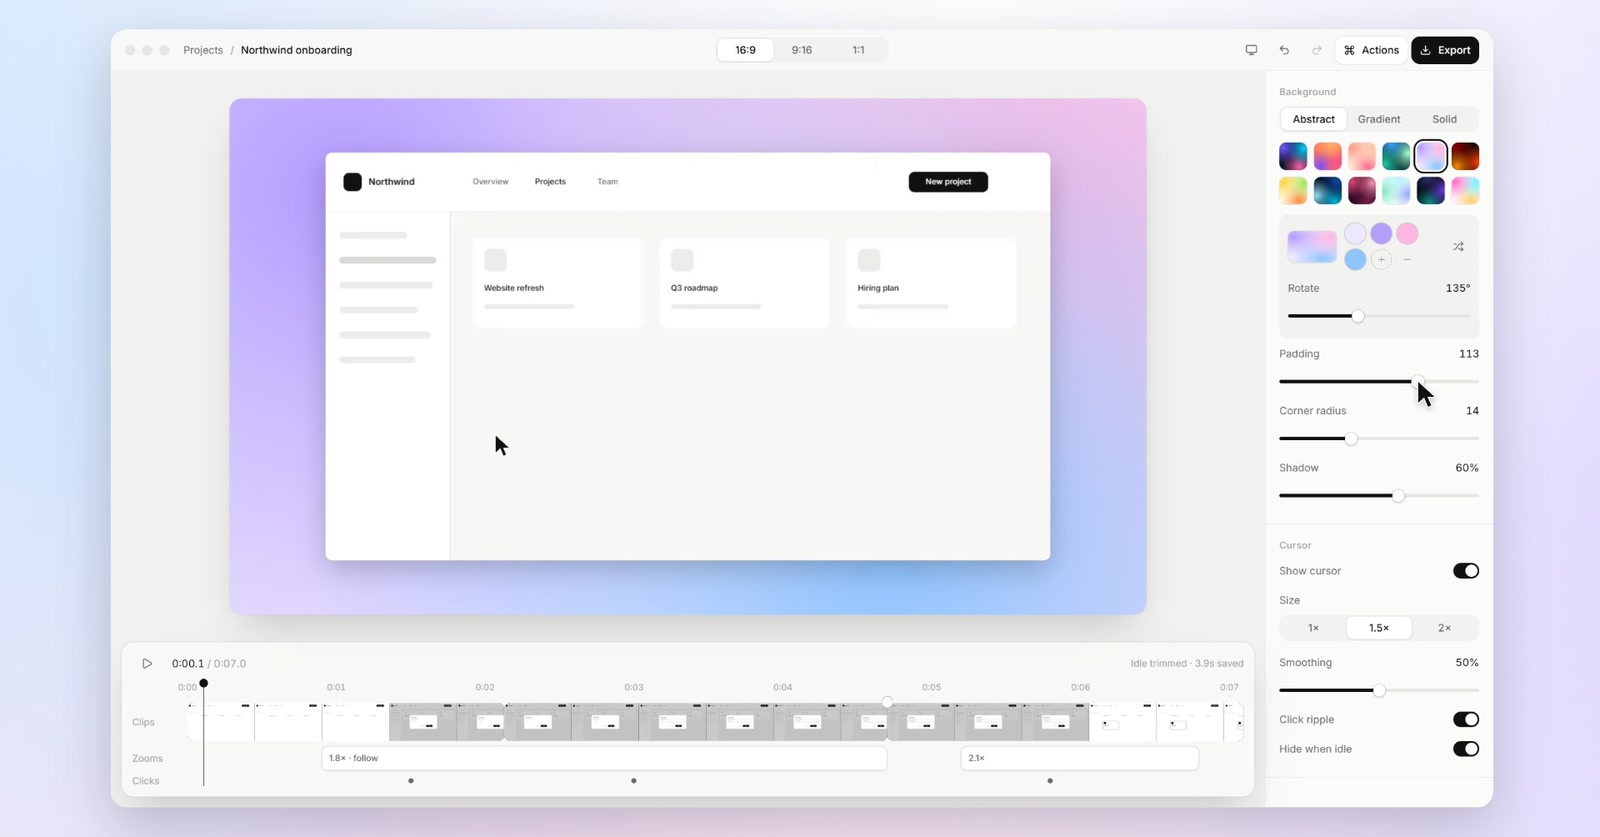 Projects / Northwind onboarding
16:9 9:16 1:1
Actions
Export
Northwind
Overview Projects Team
New project
Website refresh
Q3 roadmap
Hiring plan
Background
Abstract Gradient Solid
Rotate 135°
Padding 113
Corner radius 14
Shadow 60%
Cursor
Show cursor
Size
1× 1.5× 2×
Smoothing 50%
Click ripple
Hide when idle
0:00.1 / 0:07.0
Idle trimmed · 3.9s saved
0:00 0:01 0:02 0:03 0:04 0:05 0:06 0:07
Clips
Zooms
1.8× · follow
2.1×
Clicks